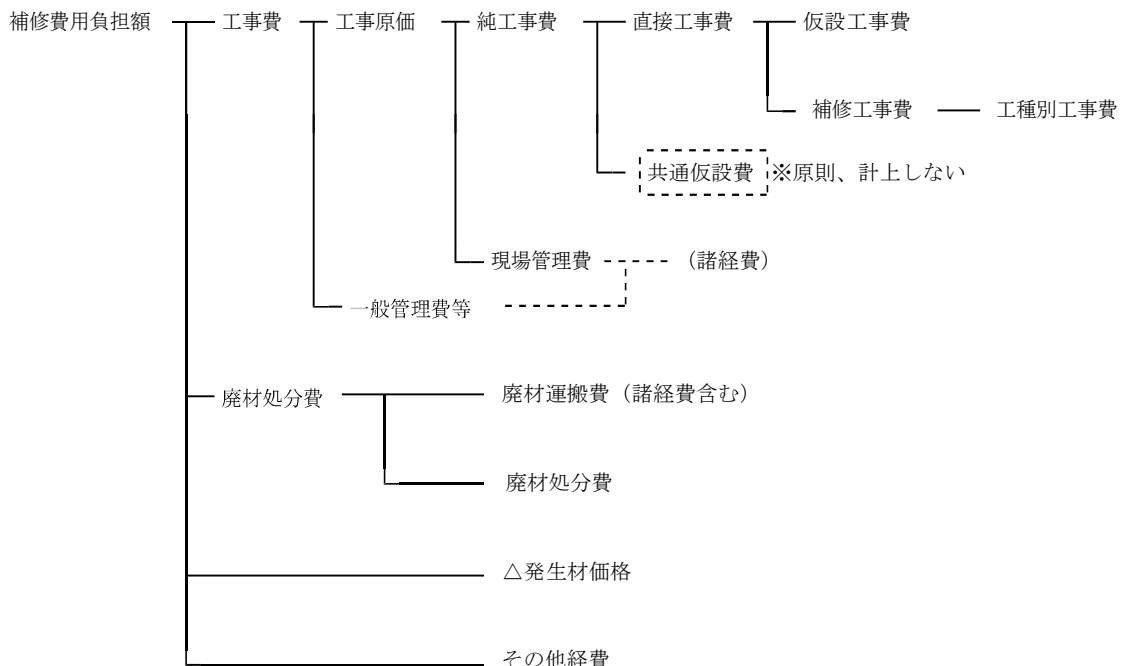 補修費用負担額 工事費 工事原価 純工事費 直接工事費 仮設工事費
補修工事費 工種別工事費
共通仮設費 ※原則、計上しない
現場管理費 （諸経費）
一般管理費等
廃材処分費 廃材運搬費（諸経費含む）
廃材処分費
△発生材価格
その他経費